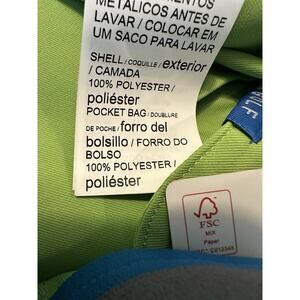 METÁLICOS ANTES DE
LAVAR / COLOCAR EM
UM SACO PARA LAVAR
SHELL / COQUILLE / exterior
/ CAMADA
100% POLYESTER /
poliéster
POCKET BAG / DOUBLURE
DE POCHE / forro del
bolsillo / FORRO DO
BOLSO
100% POLYESTER /
poliéster
FSC
MIX
Paper